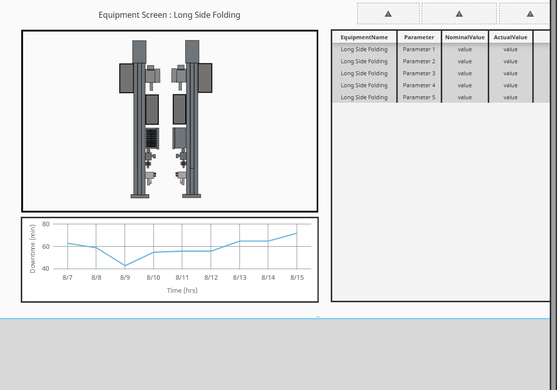 Equipment Screen : Long Side Folding
EquipmentName Parameter NominalValue ActualValue
Long Side Folding Parameter 1 value value
Long Side Folding Parameter 2 value value
Long Side Folding Parameter 3 value value
Long Side Folding Parameter 4 value value
Long Side Folding Parameter 5 value value
Downtime (min)
80
60
40
8/7 8/8 8/9 8/10 8/11 8/12 8/13 8/14 8/15
Time (hrs)